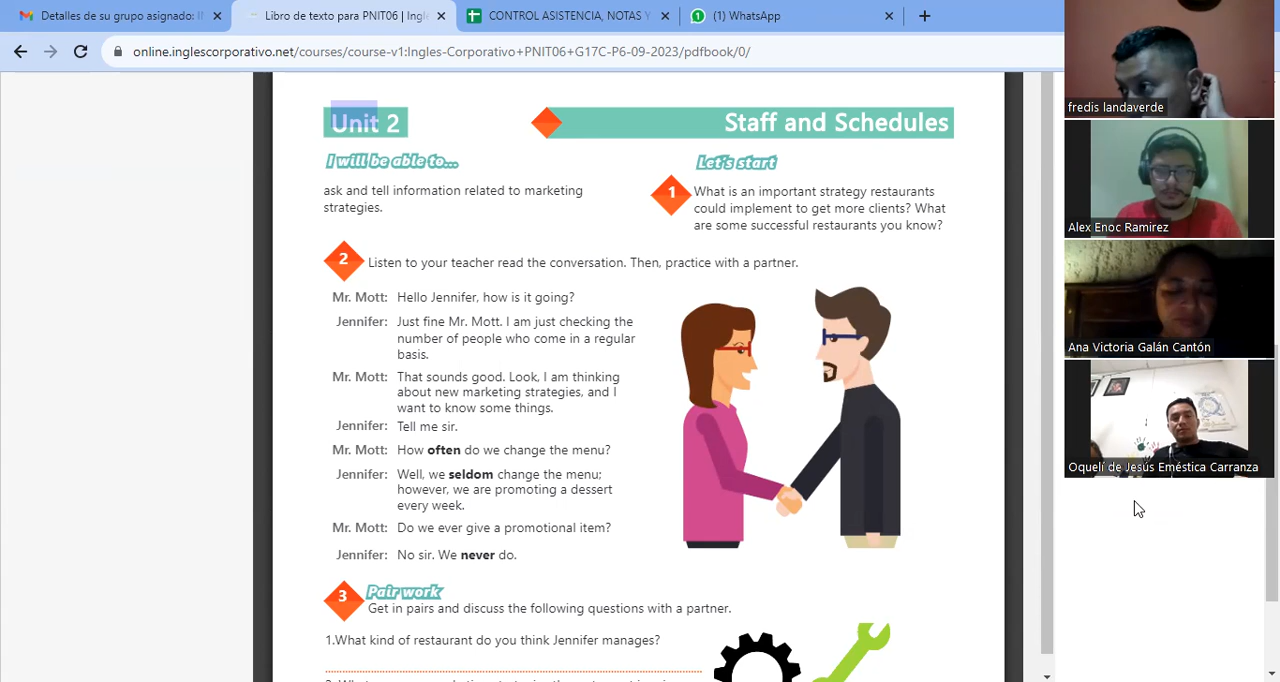 Detalles de su grupo asignado: I
Libro de texto para PNIT06 | Ingl
CONTROL ASISTENCIA, NOTAS Y
(1) WhatsApp
online.inglescorporativo.net/courses/course-v1:Ingles-Corporativo+PNIT06+G17C-P6-09-2023/pdfbook/0/
Unit 2
Staff and Schedules
I will be able to...
ask and tell information related to marketing
strategies.
Let's start
1
What is an important strategy restaurants
could implement to get more clients? What
are some successful restaurants you know?
2
Listen to your teacher read the conversation. Then, practice with a partner.
Mr. Mott: Hello Jennifer, how is it going?
Jennifer: Just fine Mr. Mott. I am just checking the
number of people who come in a regular
basis.
Mr. Mott: That sounds good. Look, I am thinking
about new marketing strategies, and I
want to know some things.
Jennifer: Tell me sir.
Mr. Mott: How often do we change the menu?
Jennifer: Well, we seldom change the menu;
however, we are promoting a dessert
every week.
Mr. Mott: Do we ever give a promotional item?
Jennifer: No sir. We never do.
3
Pair work
Get in pairs and discuss the following questions with a partner.
1.What kind of restaurant do you think Jennifer manages?
fredis landaverde
Alex Enoc Ramirez
Ana Victoria Galán Cantón
Oquelí de Jesús Eméstica Carranza